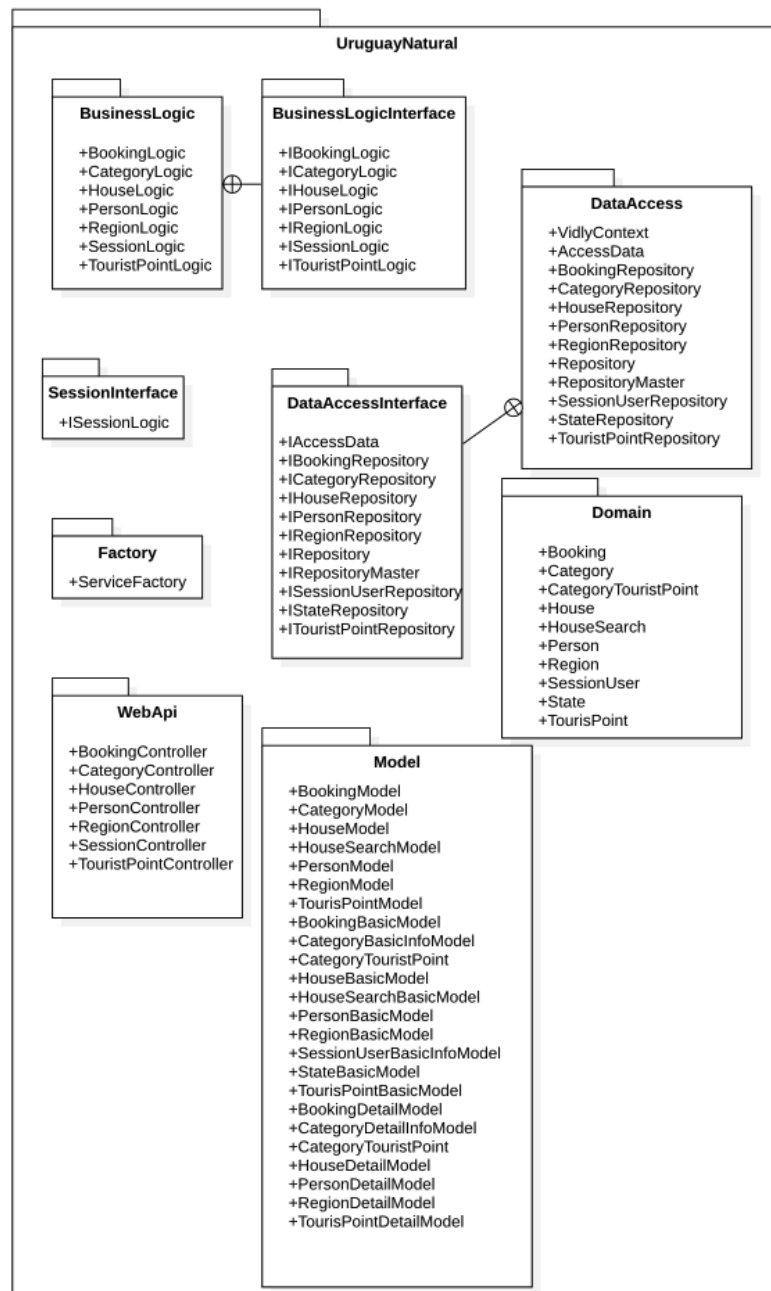 UruguayNatural
BusinessLogic
+BookingLogic
+CategoryLogic
+HouseLogic
+PersonLogic
+RegionLogic
+SessionLogic
+TouristPointLogic
BusinessLogicInterface
+IBookingLogic
+ICategoryLogic
+IHouseLogic
+IPersonLogic
+IRegionLogic
+ISessionLogic
+ITouristPointLogic
DataAccess
+VidlyContext
+AccessData
+BookingRepository
+CategoryRepository
+HouseRepository
+PersonRepository
+RegionRepository
+Repository
+RepositoryMaster
+SessionUserRepository
+StateRepository
+TouristPointRepository
SessionInterface
+ISessionLogic
DataAccessInterface
+IAccessData
+IBookingRepository
+ICategoryRepository
+IHouseRepository
+IPersonRepository
+IRegionRepository
+IRepository
+IRepositoryMaster
+ISessionUserRepository
+IStateRepository
+ITouristPointRepository
Domain
+Booking
+Category
+CategoryTouristPoint
+House
+HouseSearch
+Person
+Region
+SessionUser
+State
+TourisPoint
Factory
+ServiceFactory
WebApi
+BookingController
+CategoryController
+HouseController
+PersonController
+RegionController
+SessionController
+TouristPointController
Model
+BookingModel
+CategoryModel
+HouseModel
+HouseSearchModel
+PersonModel
+RegionModel
+TourisPointModel
+BookingBasicModel
+CategoryBasicInfoModel
+CategoryTouristPoint
+HouseBasicModel
+HouseSearchBasicModel
+PersonBasicModel
+RegionBasicModel
+SessionUserBasicInfoModel
+StateBasicModel
+TourisPointBasicModel
+BookingDetailModel
+CategoryDetailInfoModel
+CategoryTouristPoint
+HouseDetailModel
+PersonDetailModel
+RegionDetailModel
+TourisPointDetailModel